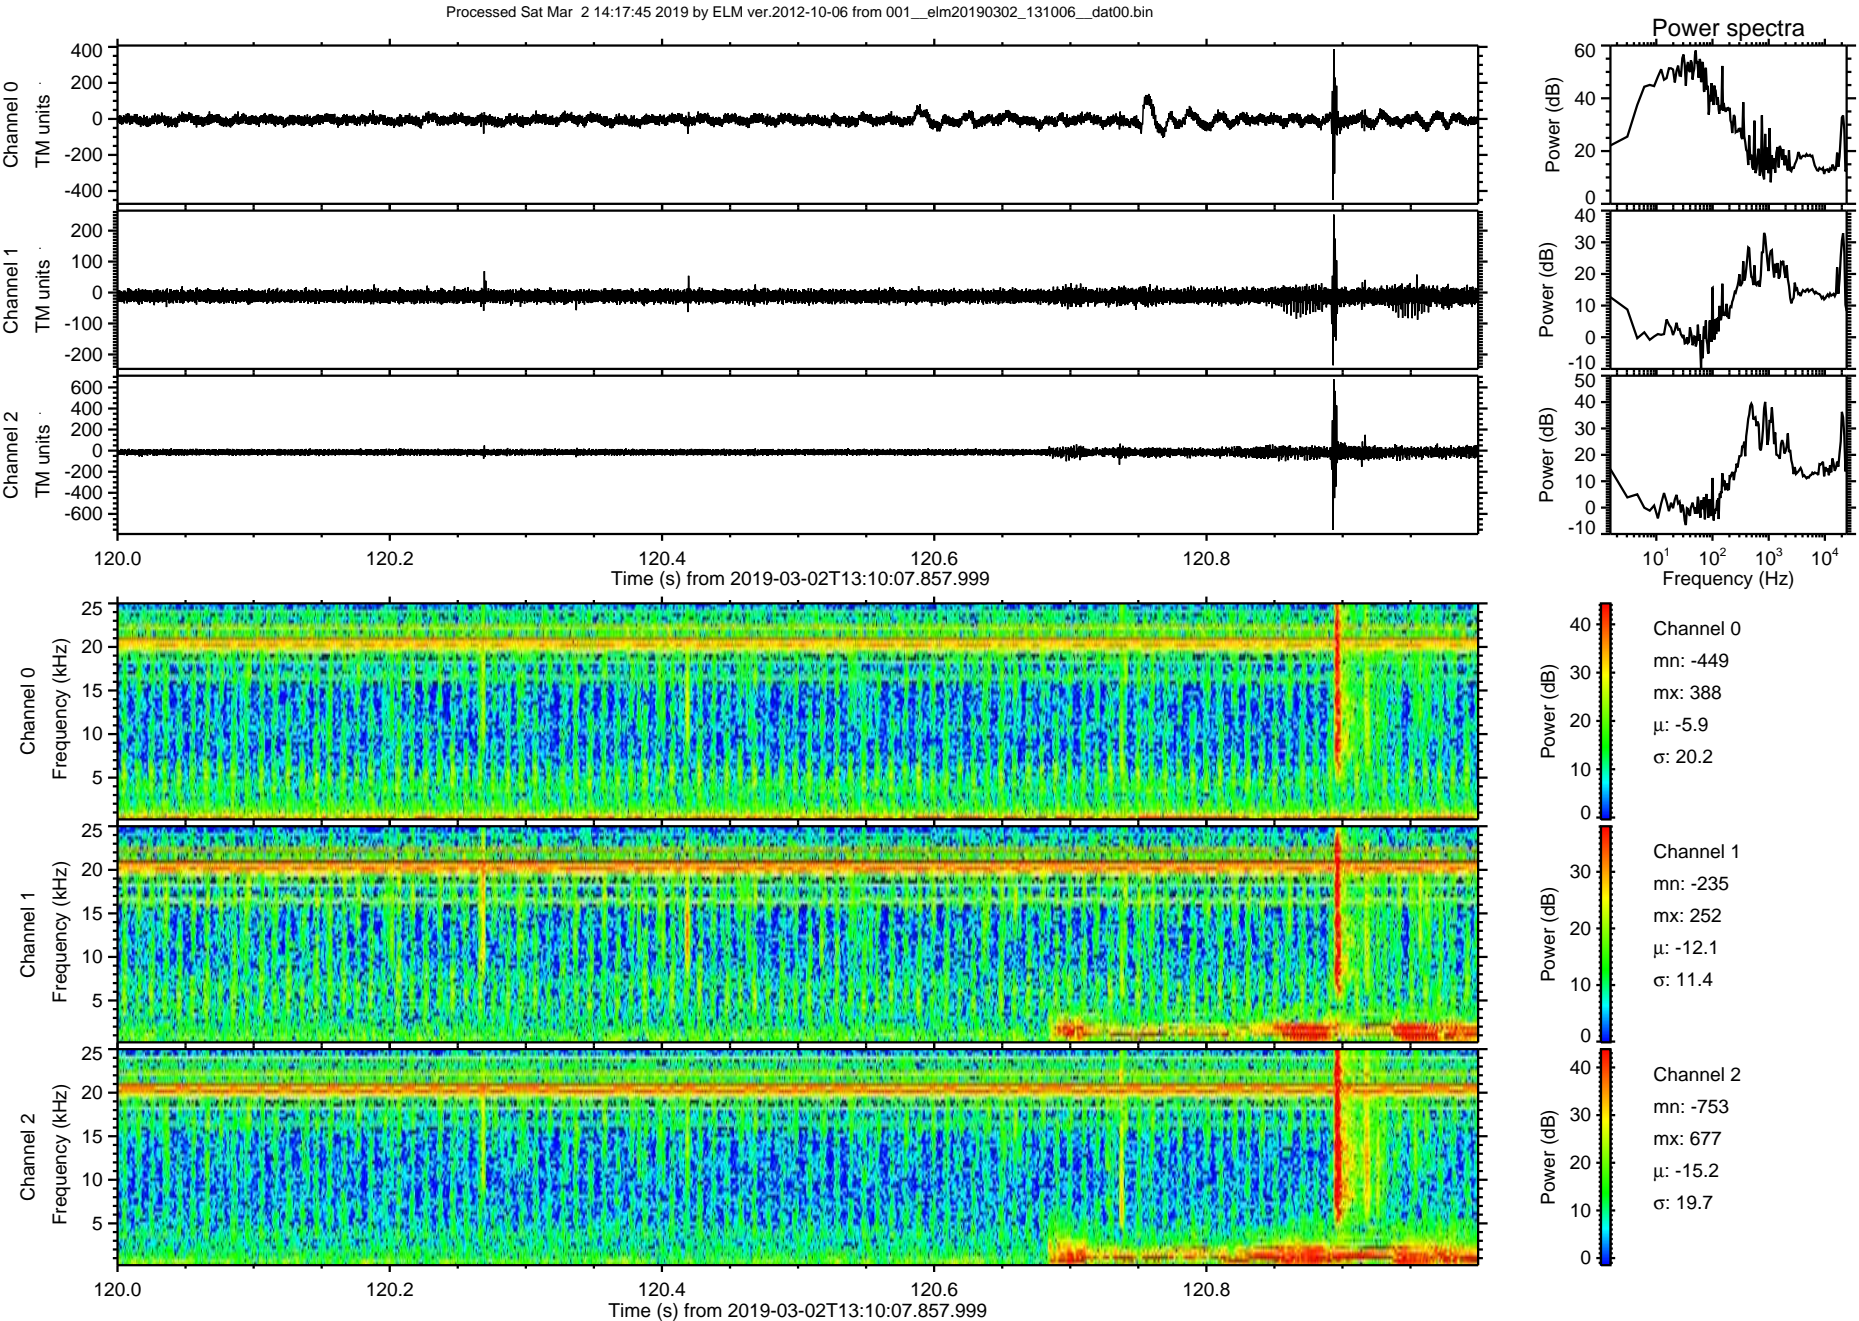 Processed Sat Mar  2 14:17:45 2019 by ELM ver.2012-10-06 from 001__elm20190302_131006__dat00.bin
Power spectra
Channel 0
TM units
400
200
0
-200
-400
Power (dB)
60
40
20
0
Channel 1
TM units
200
100
0
-100
-200
Power (dB)
40
30
20
10
0
-10
Channel 2
TM units
600
400
200
0
-200
-400
-600
Power (dB)
50
40
30
20
10
0
-10
120.0 120.2 120.4 120.6 120.8
Time (s) from 2019-03-02T13:10:07.857.999
10^1 10^2 10^3 10^4
Frequency (Hz)
Channel 0
Frequency (kHz)
25
20
15
10
5
Power (dB)
40
30
20
10
0
Channel 0
mn: -449
mx: 388
μ: -5.9
σ: 20.2
Channel 1
Frequency (kHz)
25
20
15
10
5
Power (dB)
30
20
10
0
Channel 1
mn: -235
mx: 252
μ: -12.1
σ: 11.4
Channel 2
Frequency (kHz)
25
20
15
10
5
Power (dB)
40
30
20
10
0
Channel 2
mn: -753
mx: 677
μ: -15.2
σ: 19.7
120.0 120.2 120.4 120.6 120.8
Time (s) from 2019-03-02T13:10:07.857.999